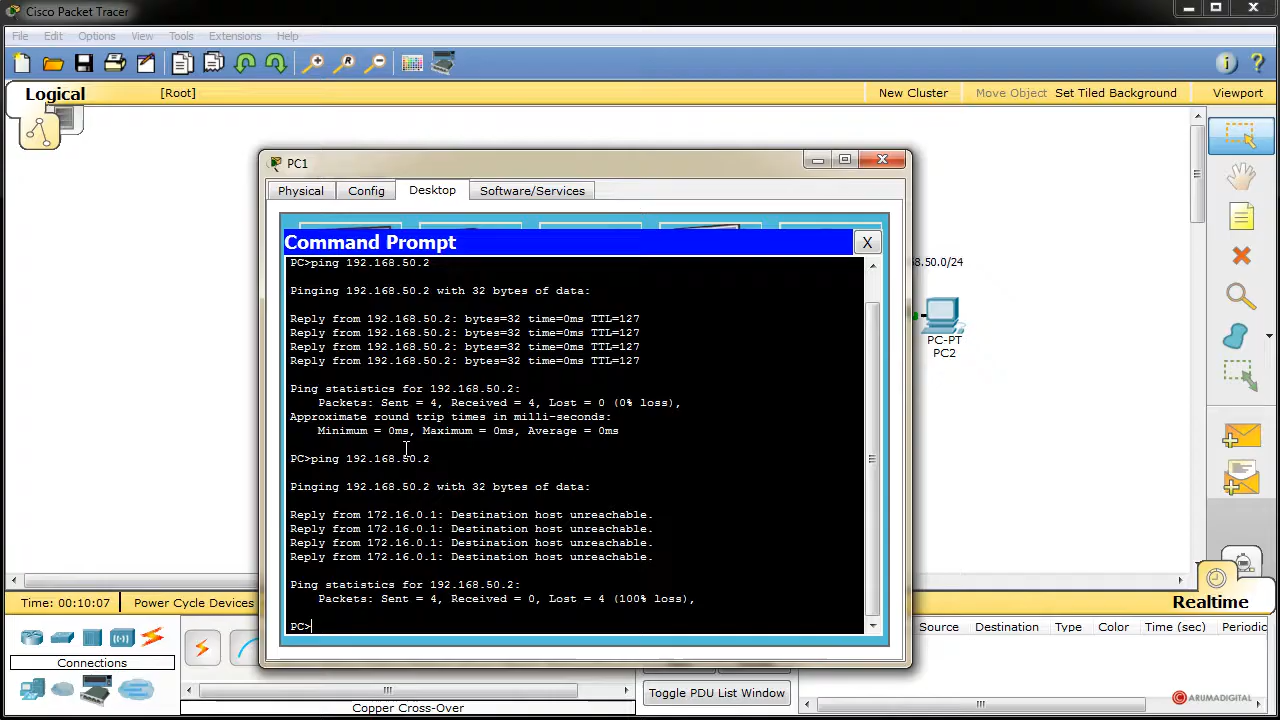 Cisco Packet Tracer
File Edit Options View Tools Extensions Help
Logical [Root] New Cluster Move Object Set Tiled Background Viewport
PC1
Physical Config Desktop Software/Services
Command Prompt X
PC>ping 192.168.50.2
Pinging 192.168.50.2 with 32 bytes of data:
Reply from 192.168.50.2: bytes=32 time=0ms TTL=127
Reply from 192.168.50.2: bytes=32 time=0ms TTL=127
Reply from 192.168.50.2: bytes=32 time=0ms TTL=127
Reply from 192.168.50.2: bytes=32 time=0ms TTL=127
Ping statistics for 192.168.50.2:
Packets: Sent = 4, Received = 4, Lost = 0 (0% loss),
Approximate round trip times in milli-seconds:
Minimum = 0ms, Maximum = 0ms, Average = 0ms
PC>ping 192.168.50.2
Pinging 192.168.50.2 with 32 bytes of data:
Reply from 172.16.0.1: Destination host unreachable.
Reply from 172.16.0.1: Destination host unreachable.
Reply from 172.16.0.1: Destination host unreachable.
Reply from 172.16.0.1: Destination host unreachable.
Ping statistics for 192.168.50.2:
Packets: Sent = 4, Received = 0, Lost = 4 (100% loss),
PC>
58.50.0/24
PC-PT
PC2
Time: 00:10:07 Power Cycle Devices
Realtime
Connections
Copper Cross-Over
Toggle PDU List Window
Source Destination Type Color Time (sec) Periodic
ARUMADIGITAL